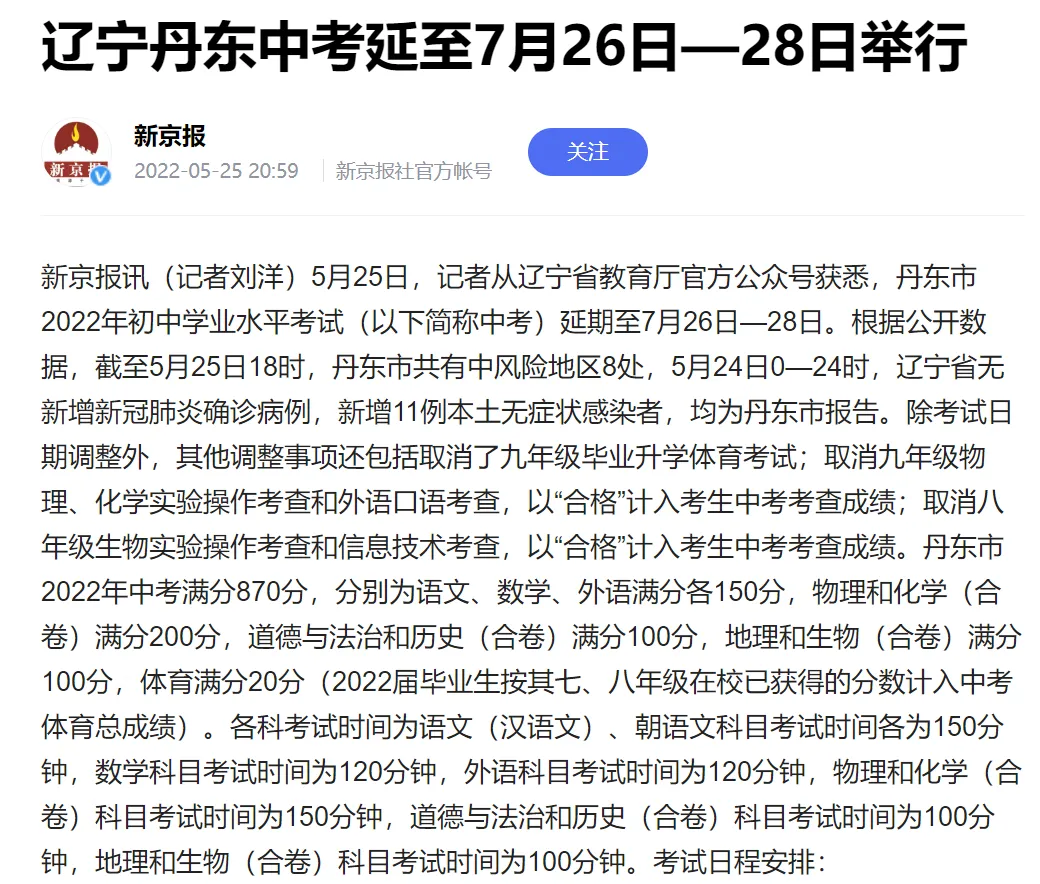 辽宁丹东中考延至7月26日—28日举行
新京报
2022-05-25 20:59
新京报社官方帐号
关注
新京报讯（记者刘洋）5月25日，记者从辽宁省教育厅官方公众号获悉，丹东市
2022年初中学业水平考试（以下简称中考）延期至7月26日—28日。根据公开数
据，截至5月25日18时，丹东市共有中风险地区8处，5月24日0—24时，辽宁省无
新增新冠肺炎确诊病例，新增11例本土无症状感染者，均为丹东市报告。除考试日
期调整外，其他调整事项还包括取消了九年级毕业升学体育考试；取消九年级物
理、化学实验操作考查和外语口语考查，以“合格”计入考生中考考查成绩；取消八
年级生物实验操作考查和信息技术考查，以“合格”计入考生中考考查成绩。丹东市
2022年中考满分870分，分别为语文、数学、外语满分各150分，物理和化学（合
卷）满分200分，道德与法治和历史（合卷）满分100分，地理和生物（合卷）满分
100分，体育满分20分（2022届毕业生按其七、八年级在校已获得的分数计入中考
体育总成绩）。各科考试时间为语文（汉语文）、朝语文科目考试时间各为150分
钟，数学科目考试时间为120分钟，外语科目考试时间为120分钟，物理和化学（合
卷）科目考试时间为150分钟，道德与法治和历史（合卷）科目考试时间为100分
钟，地理和生物（合卷）科目考试时间为100分钟。考试日程安排：